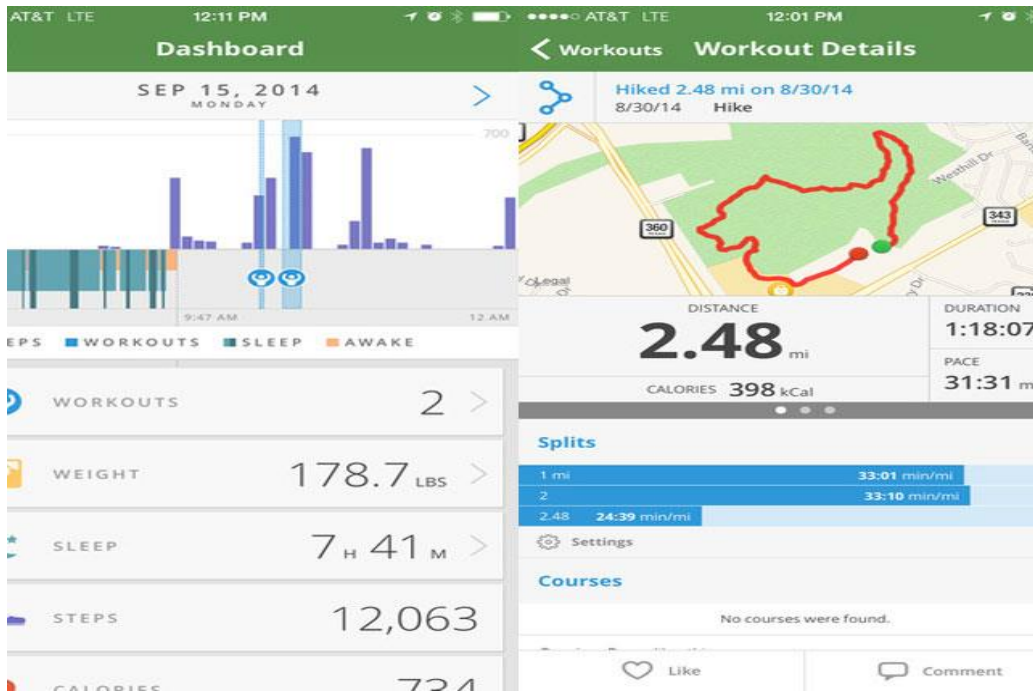 AT&T LTE 12:11 PM
Dashboard
SEP 15, 2014
MONDAY
700
9:47 AM 12 AM
EPS WORKOUTS SLEEP AWAKE
WORKOUTS 2
WEIGHT 178.7 LBS
SLEEP 7 H 41 M
STEPS 12,063
CALORIES 734
AT&T LTE 12:01 PM
Workouts Workout Details
Hiked 2.48 mi on 8/30/14
8/30/14 Hike
Westhill Dr
360
343
Legal
Dr
DISTANCE
2.48 mi
CALORIES 398 kCal
DURATION
1:18:07
PACE
31:31 m
Splits
1 mi 33:01 min/mi
2 33:10 min/mi
2.48 24:39 min/mi
Settings
Courses
No courses were found.
Like Comment